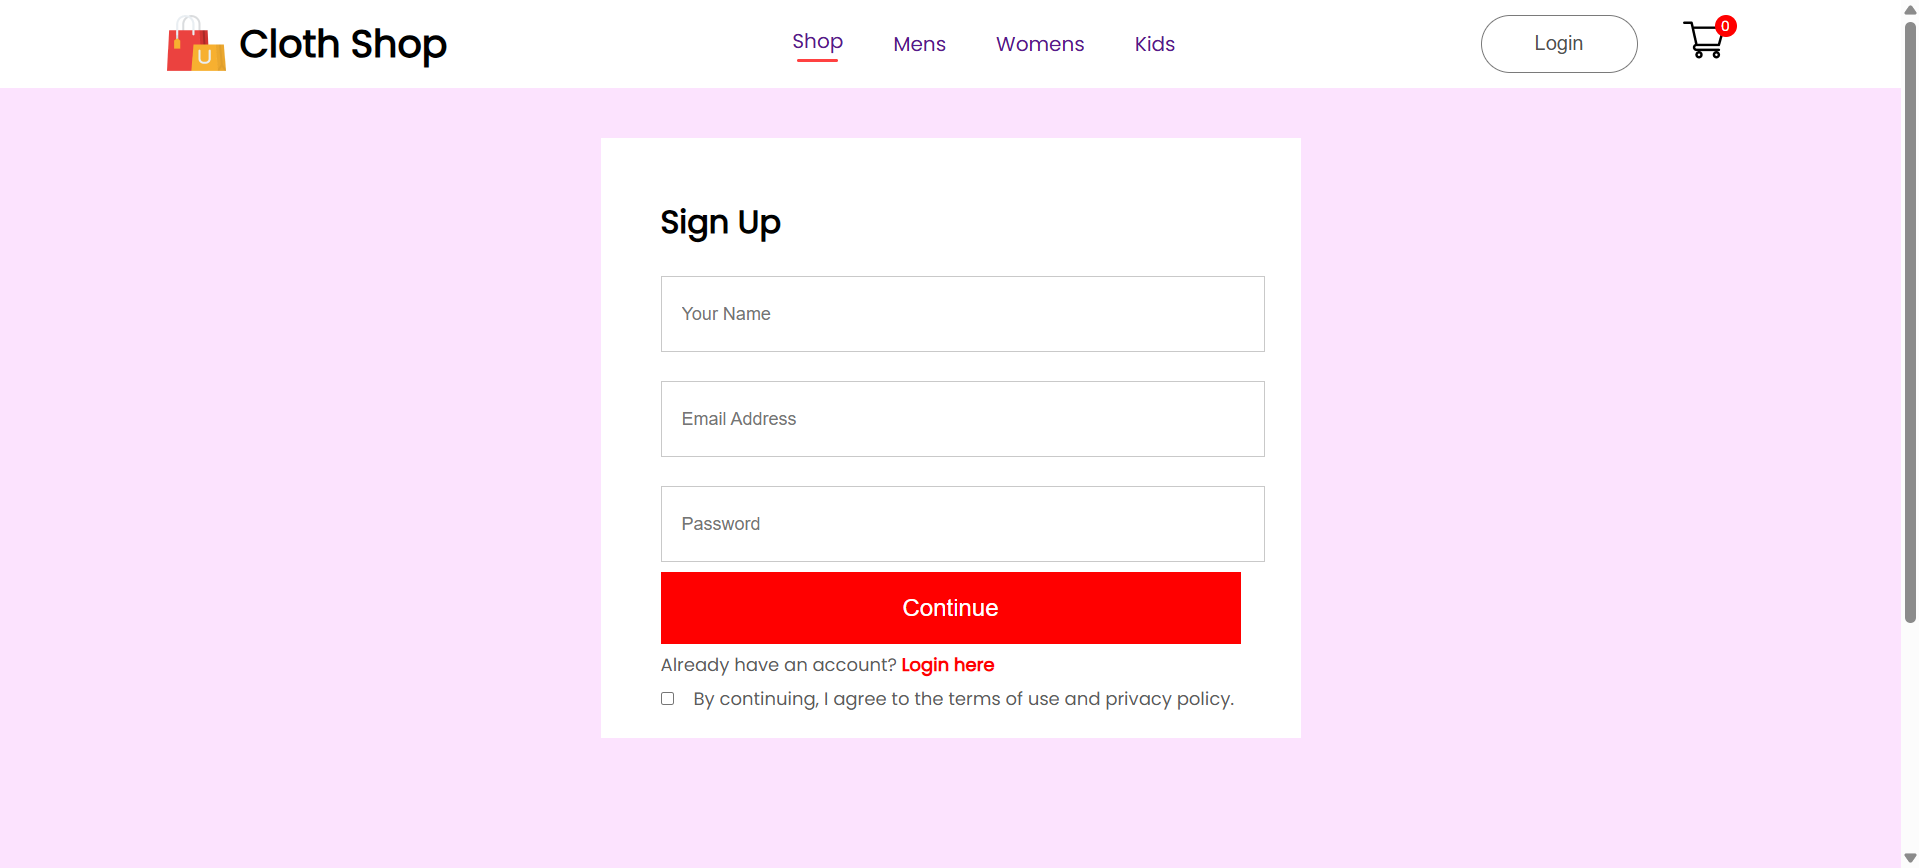 Cloth Shop
Shop Mens Womens Kids
Login
0
Sign Up
Your Name
Email Address
Password
Continue
Already have an account? Login here
By continuing, I agree to the terms of use and privacy policy.